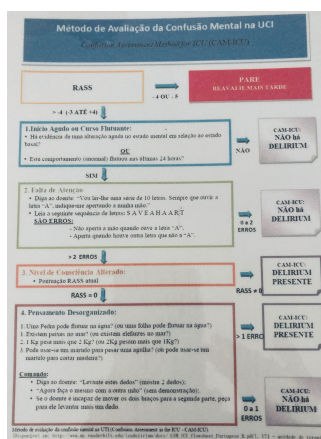 Método de Avaliação da Confusão Mental na UCI
Confusion Assessment Method for ICU (CAM-ICU)
RASS
- 4 OU - 5
PARE
REAVALIE MAIS TARDE
> -4 (-3 ATÉ +4)
1.Início Agudo ou Curso Flutuante:
• Há evidência de uma situação aguda no estado mental em relação ao estado
basal?
OU
• Este comportamento (anormal) flutuou nas últimas 24 horas?
NÃO
CAM-ICU:
NÃO há
DELIRIUM
SIM
2. Falta de Atenção
• Diga ao doente: "Vou lar-lhe uma série de 10 letras. Sempre que ouvir a
letra "A", indique-me apertando a minha mão."
• Leia a seguinte sequência de letras: S A V E A H A A R T
SÃO ERROS:
- Não aperta a mão quando ouve a letra "A";
- Aperta quando houve outra letra que não o "A".
0 a 2
ERROS
CAM-ICU:
NÃO há
DELIRIUM
> 2 ERROS
3. Nível de Consciência Alterado:
• Pontuação RASS atual
RASS ≠ 0
CAM-ICU:
DELIRIUM
PRESENTE
RASS = 0
4. Pensamento Desorganizado:
1. Uma Pedra pode flutuar na água? (ou uma folha pode flutuar na água?)
1. Existem peixes no mar? (ou existem elefantes no mar?)
2. 1 Kg pesa mais que 2 Kg? (ou 2Kg pesam mais que 1Kg?)
3. Pode usar-se um martelo para pesar uma agulha? (ou pode usar-se um
martelo para cortar madeira?)
Comando:
• Diga ao doente: "Levante estes dedos" (mostre 2 dedos);
• "Agora faça o mesmo com a outra mão" (sem demonstração);
• Se o doente é incapaz de mover os dois braços para a segunda parte, peça
para ele levantar mais um dedo.
> 1 ERRO
CAM-ICU:
DELIRIUM
PRESENTE
0 a 1
ERROS
CAM-ICU:
NÃO há
DELIRIUM
Método de avaliação da confusão mental na UTI (Confusion Assessment in the ICU - CAM-ICU)